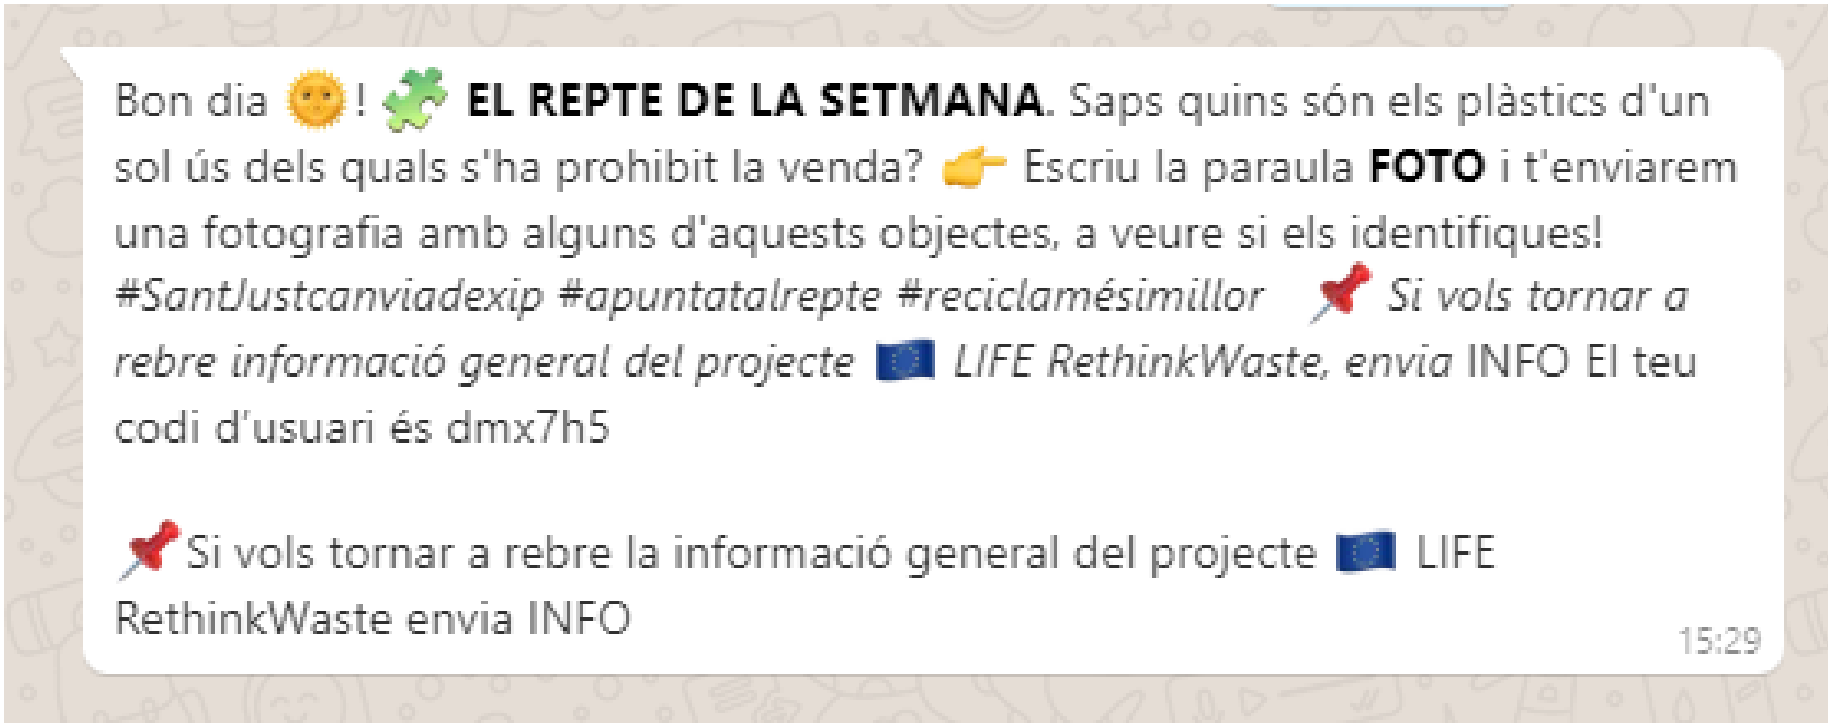 Bon dia 🌞! 🧩 EL REPTE DE LA SETMANA. Saps quins són els plàstics d'un
sol ús dels quals s'ha prohibit la venda? 👉 Escriu la paraula FOTO i t'enviarem
una fotografia amb alguns d'aquests objectes, a veure si els identifiques!
#SantJustcanviadexip #apuntatalrepte #reciclamésimillor 📌 Si vols tornar a
rebre informació general del projecte 🇪🇺 LIFE RethinkWaste, envia INFO El teu
codi d'usuari és dmx7h5
📌Si vols tornar a rebre la informació general del projecte 🇪🇺 LIFE
RethinkWaste envia INFO
15:29